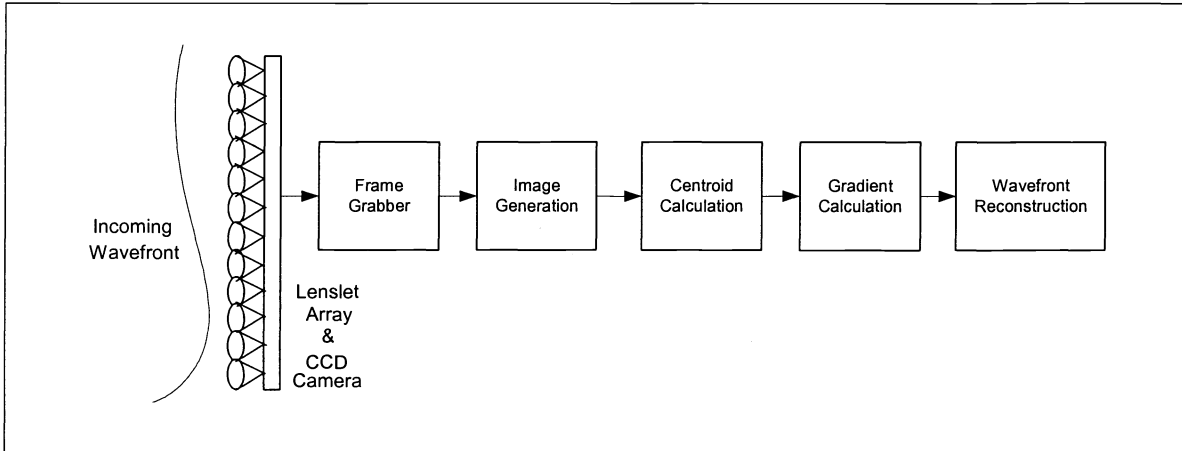 Incoming
Wavefront
Lenslet
Array
&
CCD
Camera
Frame
Grabber
Image
Generation
Centroid
Calculation
Gradient
Calculation
Wavefront
Reconstruction